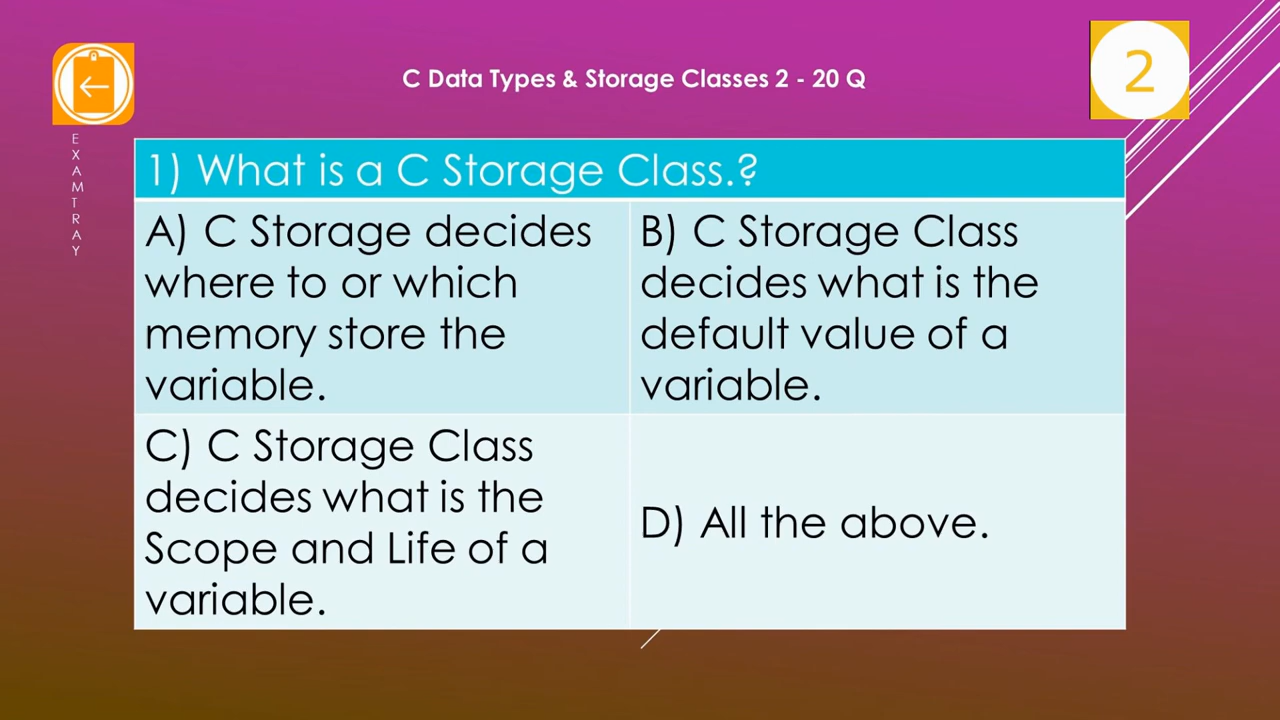 C Data Types & Storage Classes 2 - 20 Q
2
EXAMTRAY
1) What is a C Storage Class.?
A) C Storage decides
where to or which
memory store the
variable.
B) C Storage Class
decides what is the
default value of a
variable.
C) C Storage Class
decides what is the
Scope and Life of a
variable.
D) All the above.